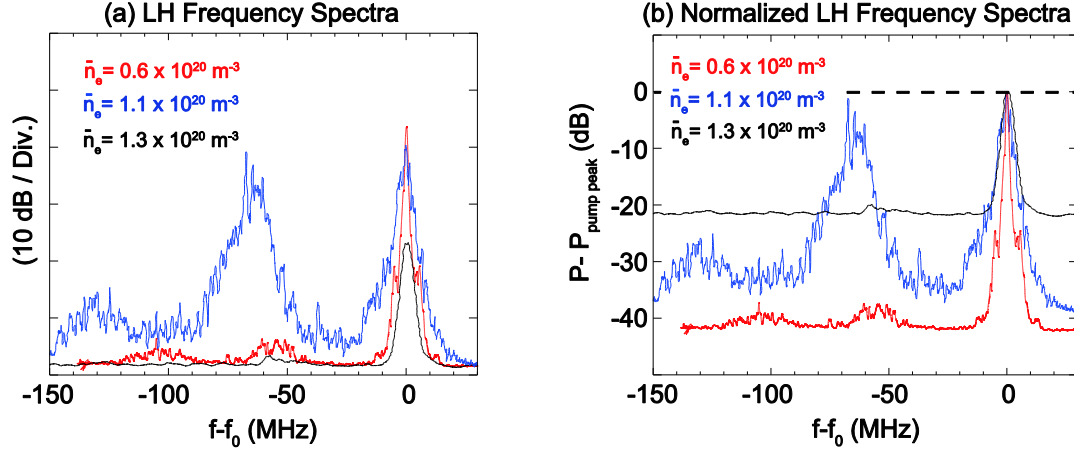 (a) LH Frequency Spectra
n̄e= 0.6 x 10²⁰ m⁻³
n̄e= 1.1 x 10²⁰ m⁻³
n̄e= 1.3 x 10²⁰ m⁻³
(10 dB / Div.)
-150 -100 -50 0
f-f₀ (MHz)
(b) Normalized LH Frequency Spectra
n̄e= 0.6 x 10²⁰ m⁻³
n̄e= 1.1 x 10²⁰ m⁻³
n̄e= 1.3 x 10²⁰ m⁻³
P- Ppump peak (dB)
0
-10
-20
-30
-40
-150 -100 -50 0
f-f₀ (MHz)